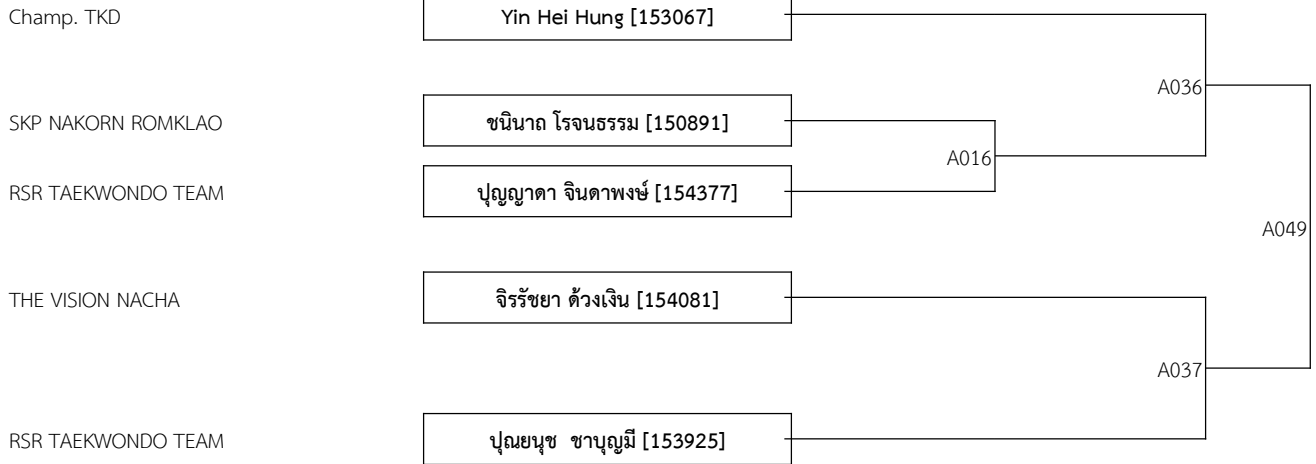 Champ. TKD Yin Hei Hung [153067]
A036
SKP NAKORN ROMKLAO ชนินาถ โรจนธรรม [150891]
A016
RSR TAEKWONDO TEAM ปุญญาดา จินดาพงษ์ [154377]
A049
THE VISION NACHA จิรรัชยา ด้วงเงิน [154081]
A037
RSR TAEKWONDO TEAM ปุณยนุช ชาบุญมี [153925]